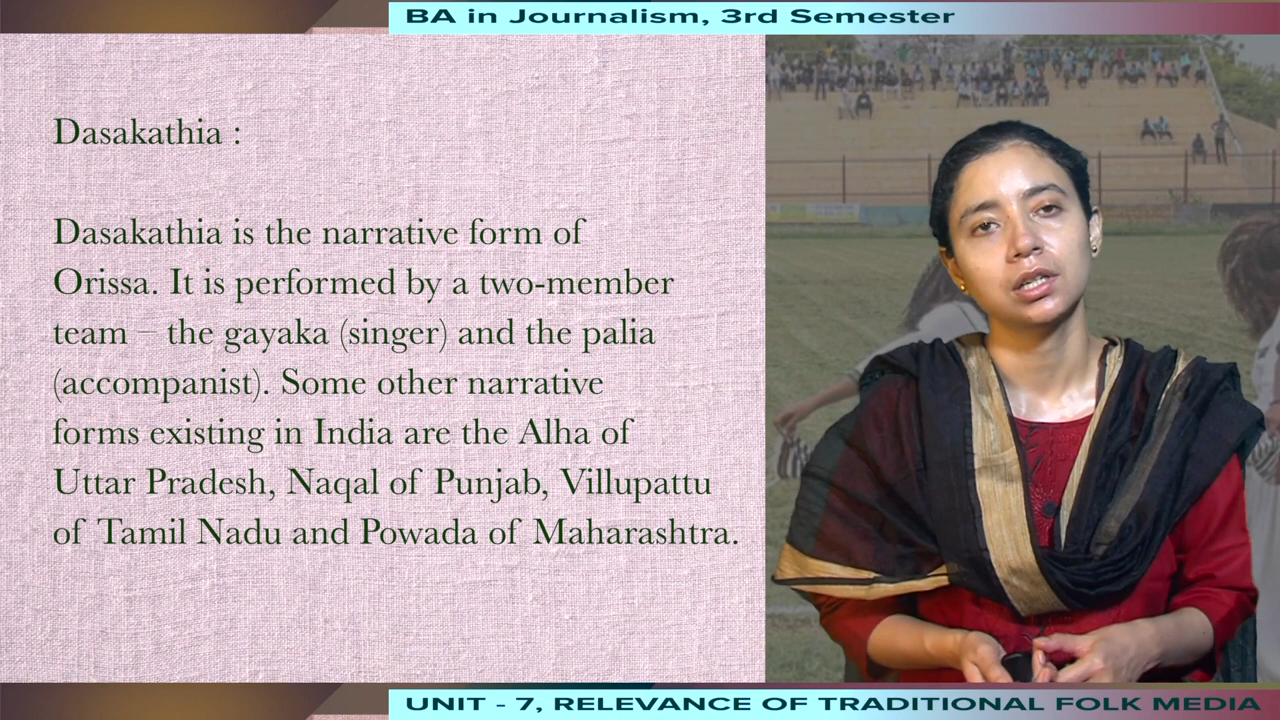 BA in Journalism, 3rd Semester
Dasakathia :
Dasakathia is the narrative form of
Orissa. It is performed by a two-member
team – the gayaka (singer) and the palia
(accompanist). Some other narrative
forms existing in India are the Alha of
Uttar Pradesh, Naqal of Punjab, Villupattu
of Tamil Nadu and Powada of Maharashtra.
UNIT - 7, RELEVANCE OF TRADITIONAL FOLK MEDIA